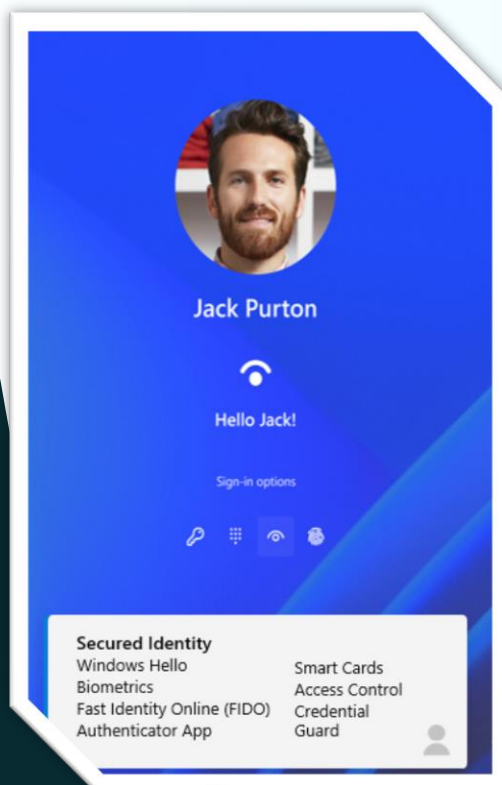 Jack Purton
Hello Jack!
Sign-in options
Secured Identity
Windows Hello
Biometrics
Fast Identity Online (FIDO)
Authenticator App
Smart Cards
Access Control
Credential
Guard